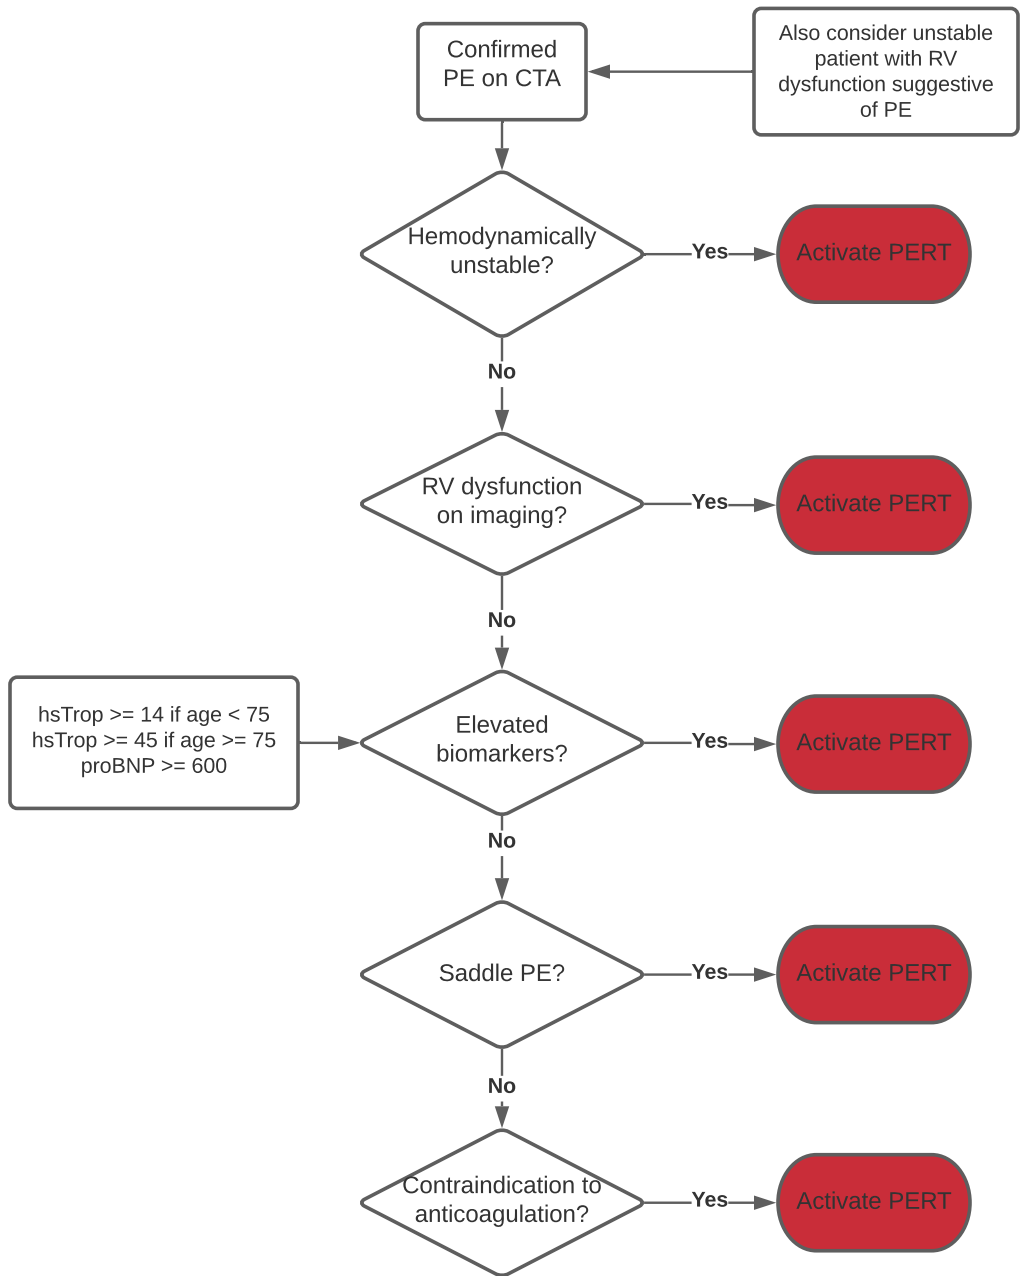 Confirmed
PE on CTA
Also consider unstable
patient with RV
dysfunction suggestive
of PE
Hemodynamically
unstable?
Yes
Activate PERT
No
RV dysfunction
on imaging?
Yes
Activate PERT
No
hsTrop >= 14 if age < 75
hsTrop >= 45 if age >= 75
proBNP >= 600
Elevated
biomarkers?
Yes
Activate PERT
No
Saddle PE?
Yes
Activate PERT
No
Contraindication to
anticoagulation?
Yes
Activate PERT